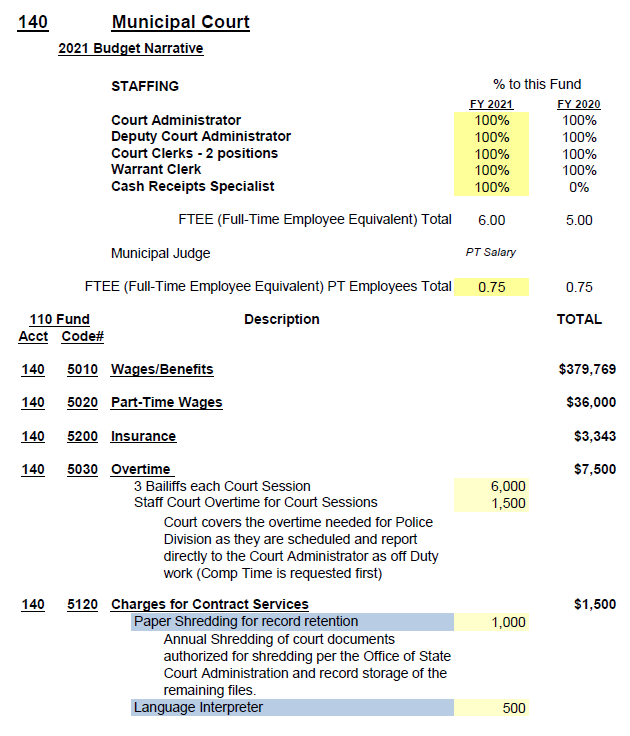 140 Municipal Court
2021 Budget Narrative
STAFFING % to this Fund
FY 2021 FY 2020
Court Administrator 100% 100%
Deputy Court Administrator 100% 100%
Court Clerks - 2 positions 100% 100%
Warrant Clerk 100% 100%
Cash Receipts Specialist 100% 0%
FTEE (Full-Time Employee Equivalent) Total 6.00 5.00
Municipal Judge PT Salary
FTEE (Full-Time Employee Equivalent) PT Employees Total 0.75 0.75
110 Fund Description TOTAL
Acct Code#
140 5010 Wages/Benefits $379,769
140 5020 Part-Time Wages $36,000
140 5200 Insurance $3,343
140 5030 Overtime $7,500
3 Bailiffs each Court Session 6,000
Staff Court Overtime for Court Sessions 1,500
Court covers the overtime needed for Police
Division as they are scheduled and report
directly to the Court Administrator as off Duty
work (Comp Time is requested first)
140 5120 Charges for Contract Services $1,500
Paper Shredding for record retention 1,000
Annual Shredding of court documents
authorized for shredding per the Office of State
Court Administration and record storage of the
remaining files.
Language Interpreter 500